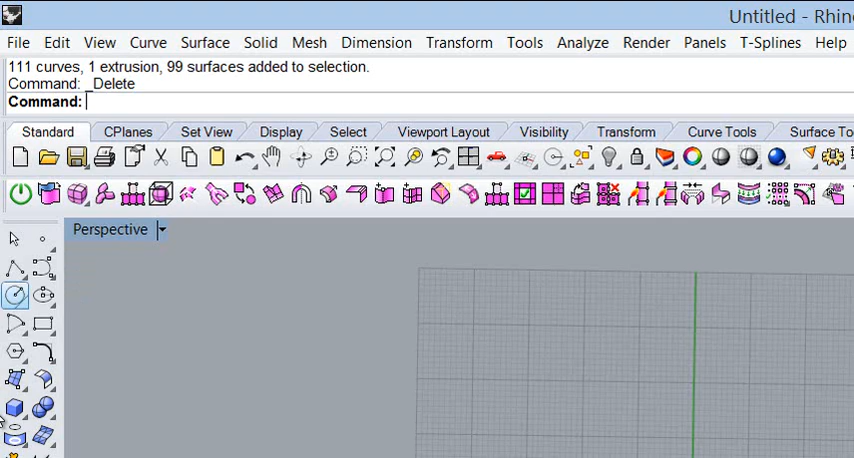 Untitled - Rhin
File Edit View Curve Surface Solid Mesh Dimension Transform Tools Analyze Render Panels T-Splines Help
111 curves, 1 extrusion, 99 surfaces added to selection.
Command: _Delete
Command:
Standard CPlanes Set View Display Select Viewport Layout Visibility Transform Curve Tools Surface To
Perspective